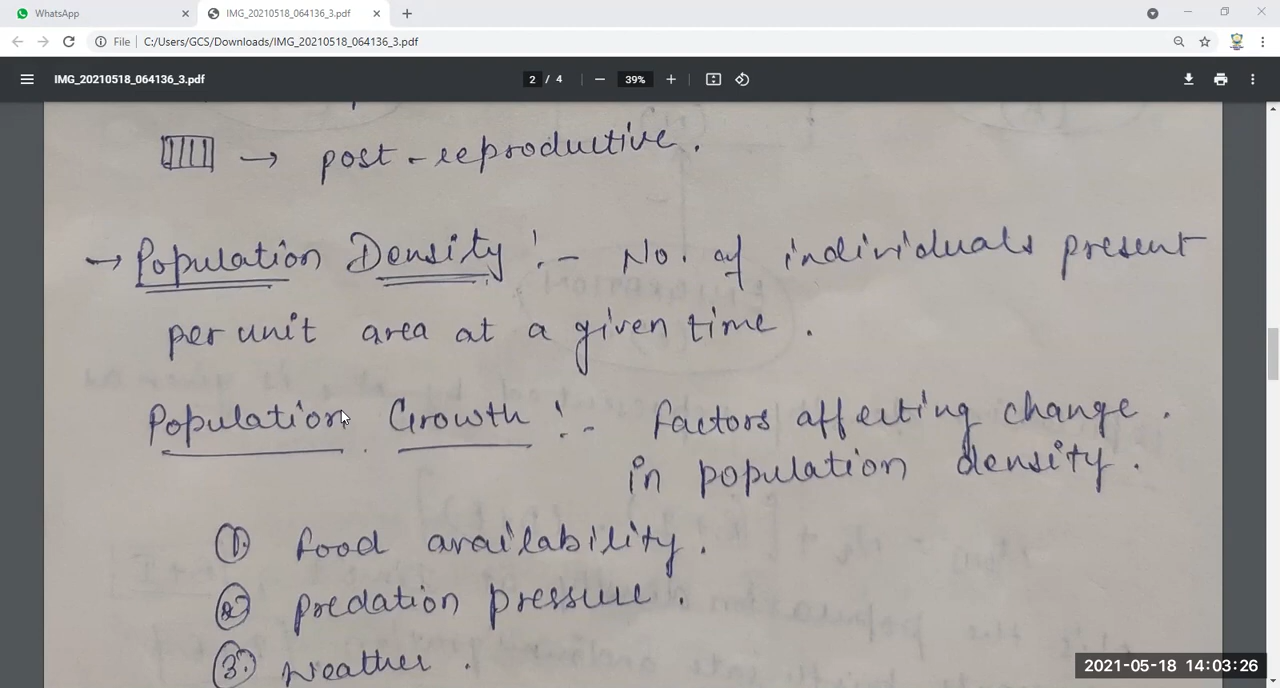 WhatsApp
IMG_20210518_064136_3.pdf
File C:/Users/GCS/Downloads/IMG_20210518_064136_3.pdf
IMG_20210518_064136_3.pdf
2 / 4
39%
→ post-reproductive.
→ Population Density :- No. of individuals present
per unit area at a given time.
Population Growth :- factors affecting change
in population density.
① food availability.
② predation pressure.
③ weather.
2021-05-18 14:03:26